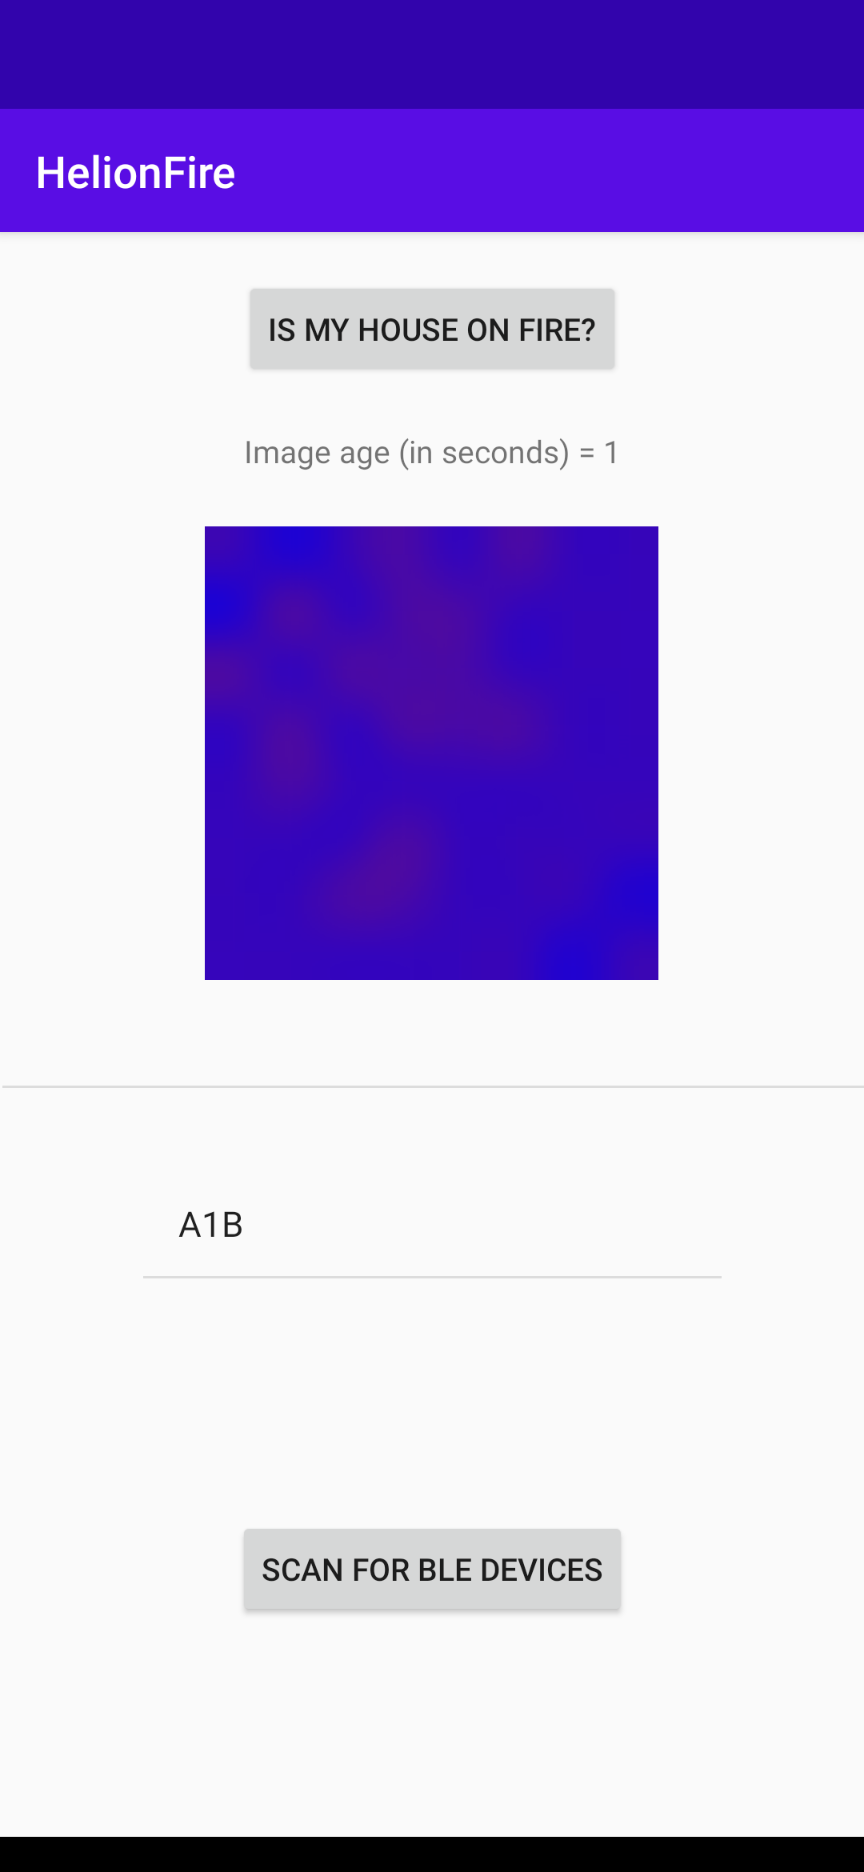 HelionFire
IS MY HOUSE ON FIRE?
Image age (in seconds) = 1
A1B
SCAN FOR BLE DEVICES